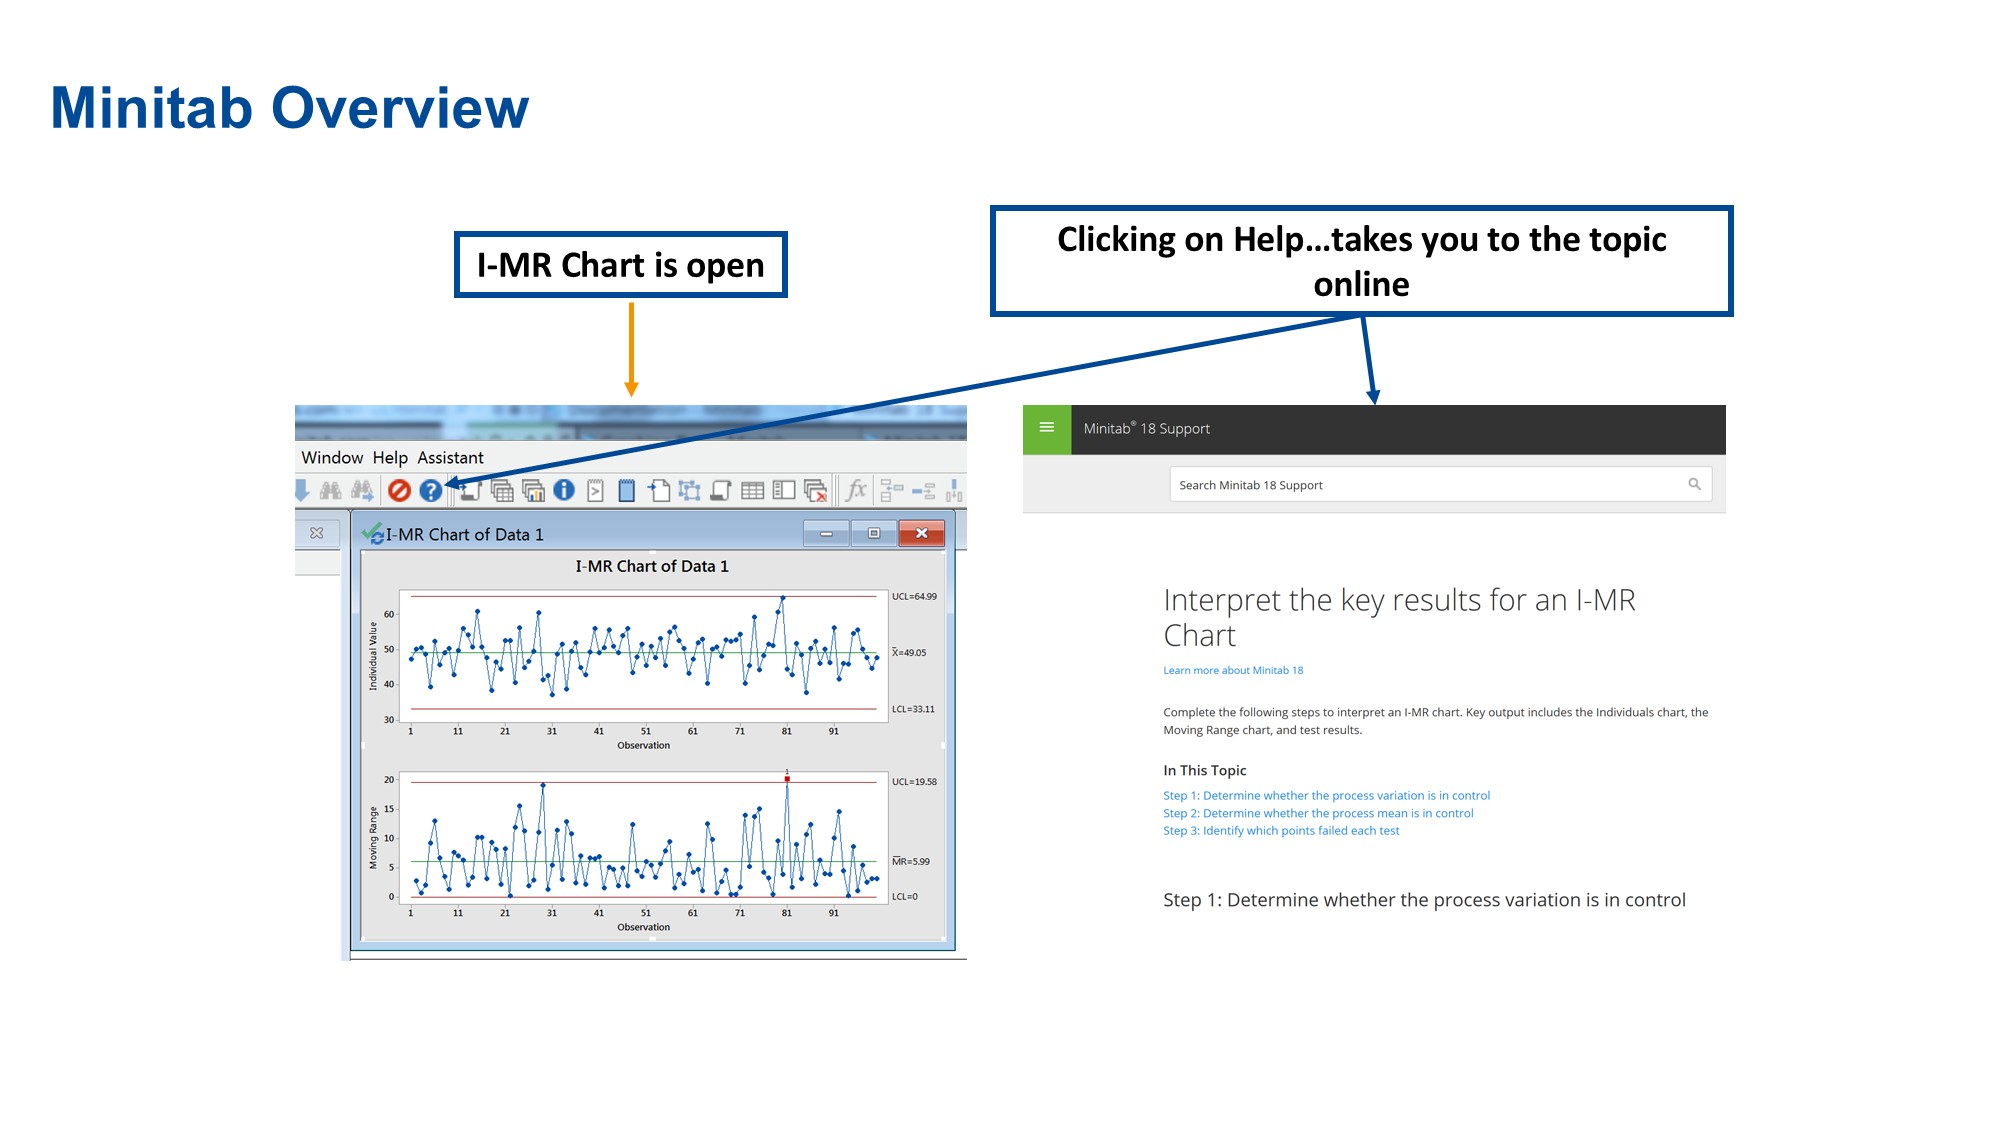 Minitab Overview
I-MR Chart is open
Clicking on Help...takes you to the topic
online
Window Help Assistant
I-MR Chart of Data 1
I-MR Chart of Data 1
Individual Value
60
50
40
30
UCL=64.99
X̄=49.05
LCL=33.11
1 11 21 31 41 51 61 71 81 91
Observation
Moving Range
20
15
10
5
0
1
UCL=19.58
M̅R̅=5.99
LCL=0
1 11 21 31 41 51 61 71 81 91
Observation
Minitab® 18 Support
Search Minitab 18 Support
Interpret the key results for an I-MR
Chart
Learn more about Minitab 18
Complete the following steps to interpret an I-MR chart. Key output includes the Individuals chart, the
Moving Range chart, and test results.
In This Topic
Step 1: Determine whether the process variation is in control
Step 2: Determine whether the process mean is in control
Step 3: Identify which points failed each test
Step 1: Determine whether the process variation is in control